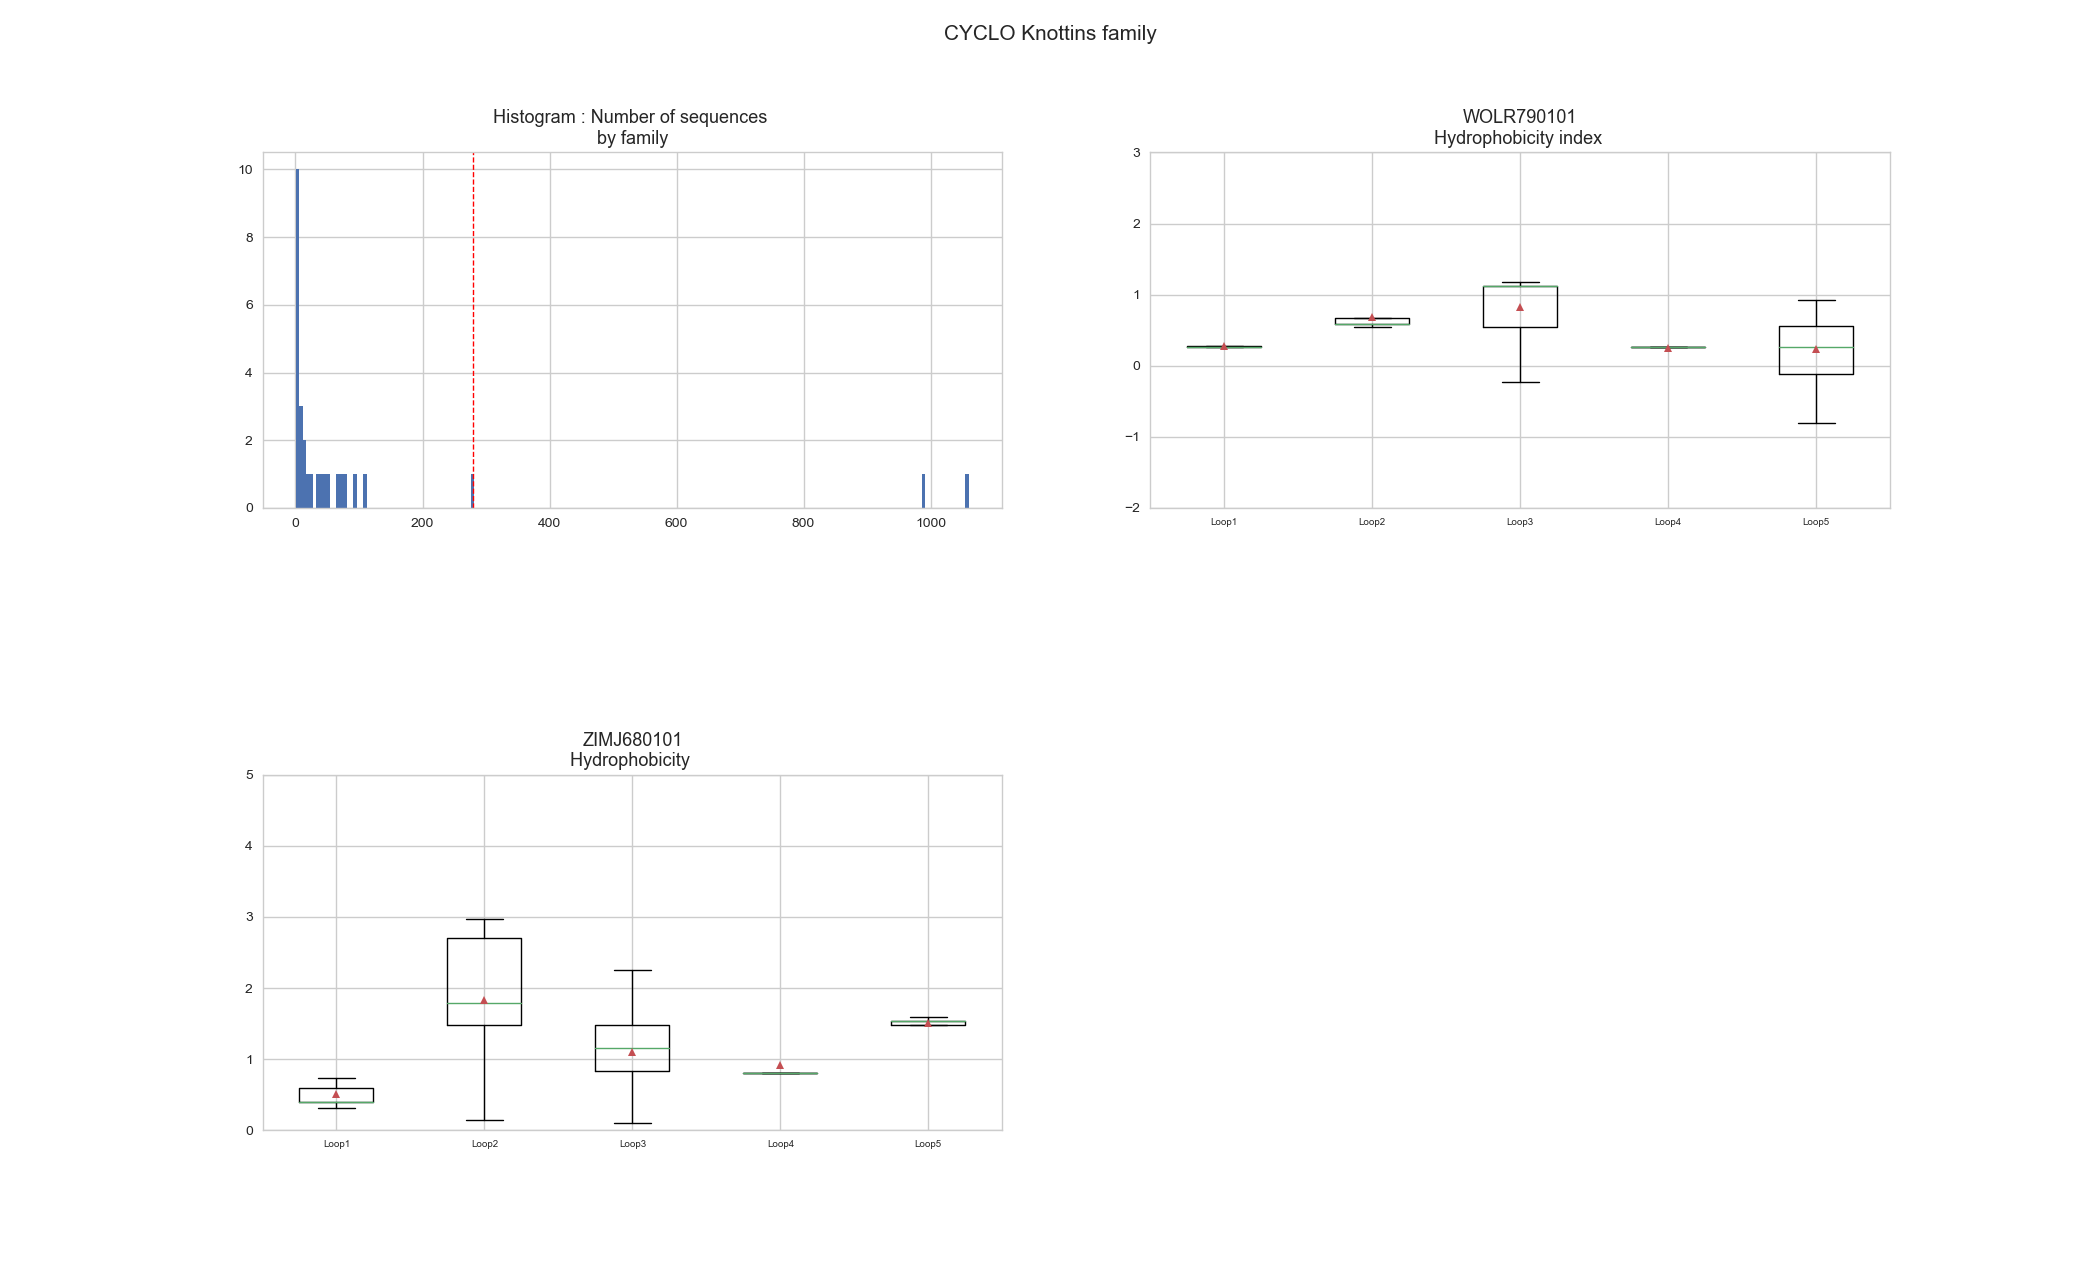 CYCLO Knottins family
Histogram : Number of sequences
by family
10
8
6
4
2
0
0 200 400 600 800 1000
WOLR790101
Hydrophobicity index
3
2
1
0
−1
−2
Loop1 Loop2 Loop3 Loop4 Loop5
ZIMJ680101
Hydrophobicity
5
4
3
2
1
0
Loop1 Loop2 Loop3 Loop4 Loop5